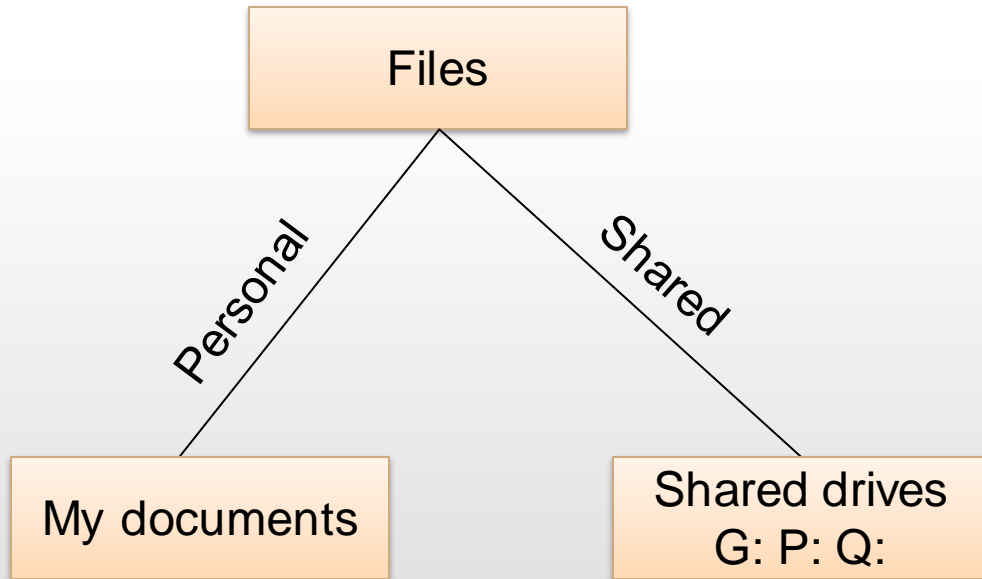 Files
Personal
Shared
My documents
Shared drives
G: P: Q: